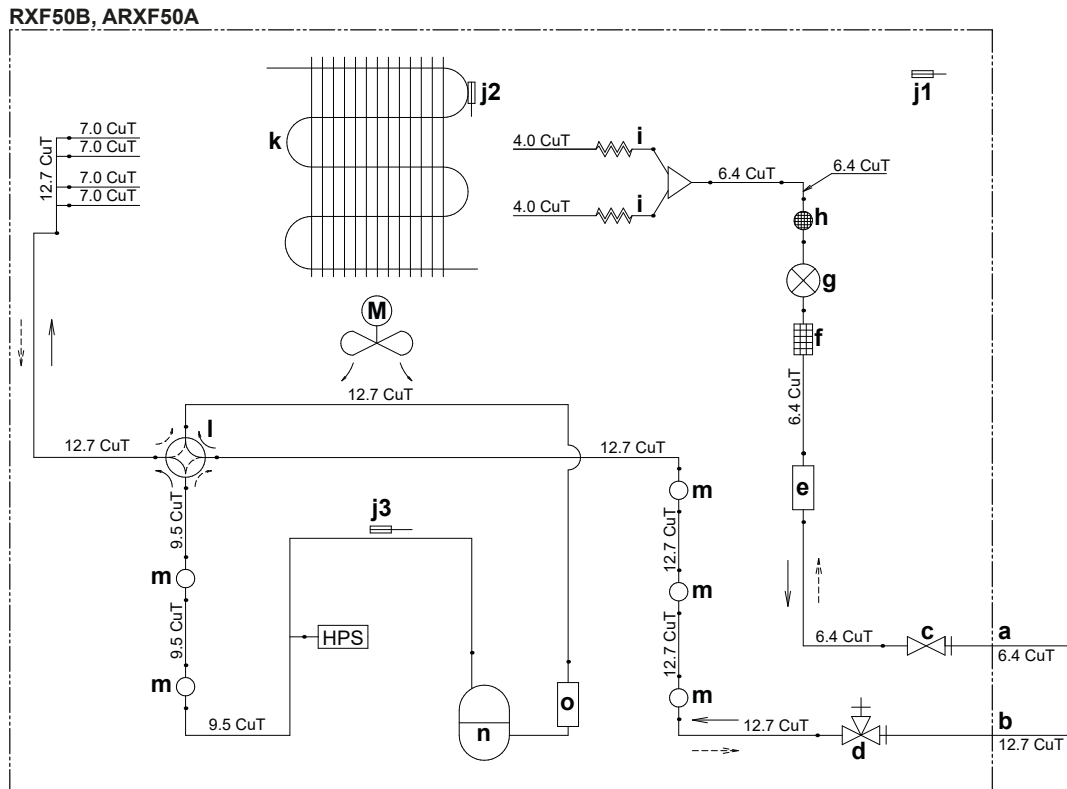 RXF50B, ARXF50A
j1
j2
k
7.0 CuT
7.0 CuT
7.0 CuT
7.0 CuT
12.7 CuT
4.0 CuT
i
4.0 CuT
i
6.4 CuT
6.4 CuT
h
g
f
M
6.4 CuT
12.7 CuT
l
12.7 CuT
12.7 CuT
e
m
9.5 CuT
j3
12.7 CuT
m
m
9.5 CuT
HPS
12.7 CuT
6.4 CuT
c
a
6.4 CuT
m
m
9.5 CuT
n
o
12.7 CuT
d
b
12.7 CuT